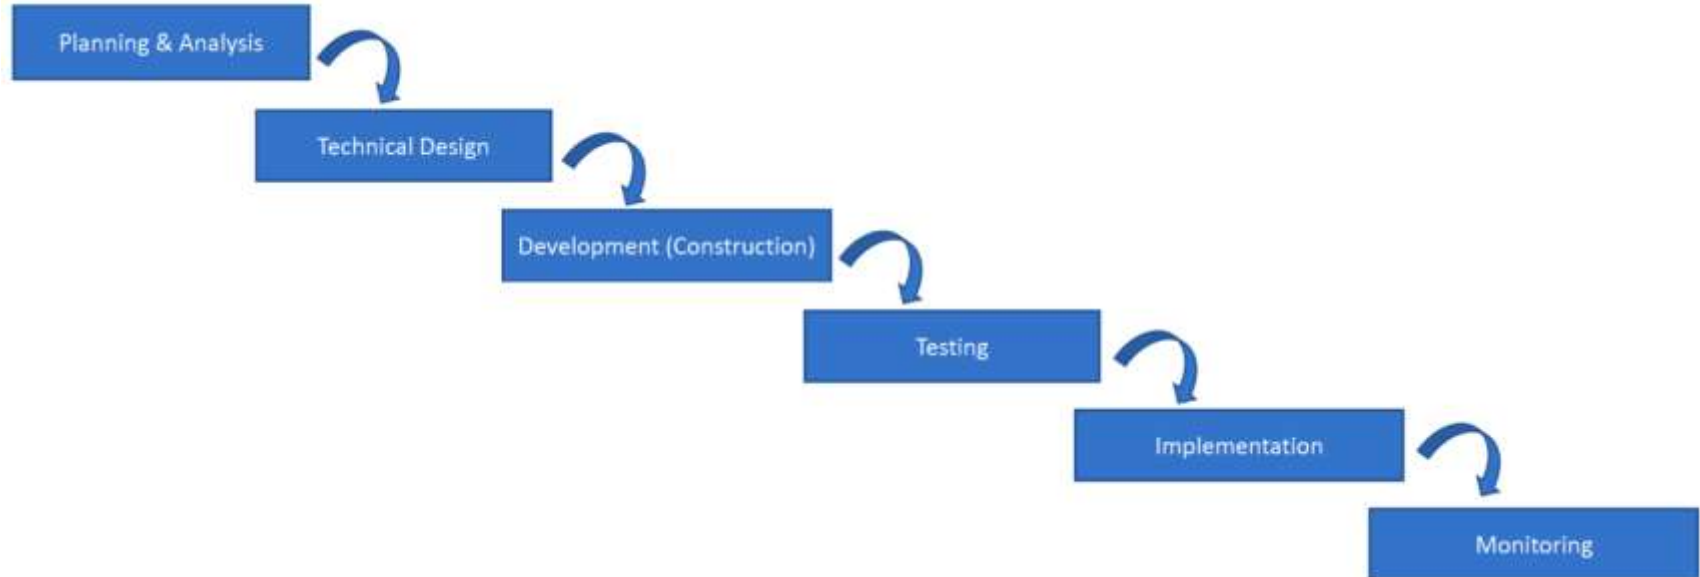 Planning & Analysis
Technical Design
Development (Construction)
Testing
Implementation
Monitoring